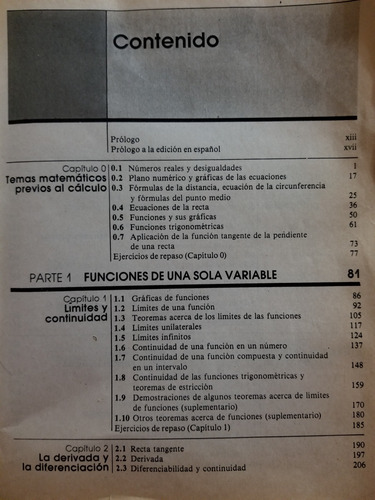 Contenido
Prólogo xiii
Prólogo a la edición en español xvii
Capítulo 0
Temas matemáticos
previos al cálculo
0.1 Números reales y desigualdades 1
0.2 Plano numérico y gráficas de las ecuaciones 17
0.3 Fórmulas de la distancia, ecuación de la circunferencia
y fórmulas del punto medio 25
0.4 Ecuaciones de la recta 36
0.5 Funciones y sus gráficas 50
0.6 Funciones trigonométricas 61
0.7 Aplicación de la función tangente de la pendiente
de una recta 73
Ejercicios de repaso (Capítulo 0) 77
PARTE 1 FUNCIONES DE UNA SOLA VARIABLE 81
Capítulo 1
Límites y
continuidad
1.1 Gráficas de funciones 86
1.2 Límites de una función 92
1.3 Teoremas acerca de los límites de las funciones 105
1.4 Límites unilaterales 117
1.5 Límites infinitos 124
1.6 Continuidad de una función en un número 137
1.7 Continuidad de una función compuesta y continuidad
en un intervalo 148
1.8 Continuidad de las funciones trigonométricas y
teoremas de estricción 159
1.9 Demostraciones de algunos teoremas acerca de límites
de funciones (suplementario) 170
1.10 Otros teoremas acerca de funciones (suplementario) 180
Ejercicios de repaso (Capítulo 1) 185
Capítulo 2
La derivada y
la diferenciación
2.1 Recta tangente 190
2.2 Derivada 197
2.3 Diferenciabilidad y continuidad 206